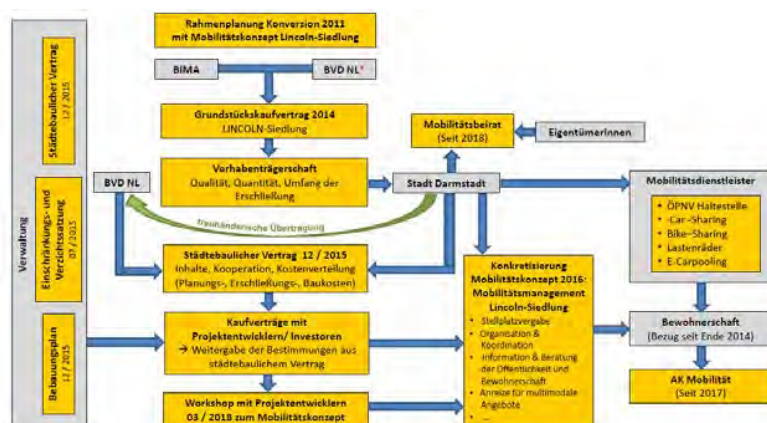 Rahmenplanung Konversion 2011
mit Mobilitätskonzept Lincoln-Siedlung
BIMA
BVD NL*
Grundstückskaufvertrag 2014
LINCOLN-Siedlung
Vorhabenträgerschaft
Qualität, Quantität, Umfang der
Erschließung
BVD NL
Stadt Darmstadt
treuhänderische Übertragung
Mobilitätsbeirat
(Seit 2018)
EigentümerInnen
Städtebaulicher Vertrag 12 / 2015
Inhalte, Kooperation, Kostenverteilung
(Planungs-, Erschließungs-, Baukosten)
Kaufverträge mit
Projektentwicklern/ Investoren
→ Weitergabe der Bestimmungen aus
städtebaulichem Vertrag
Workshop mit Projektentwicklern
03 / 2018 zum Mobilitätskonzept
Konkretisierung
Mobilitätskonzept 2016:
Mobilitätsmanagement
Lincoln-Siedlung
• Stellplatzvergabe
• Organisation &
Koordination
• Information & Beratung
der Öffentlichkeit und
Bewohnerschaft
• Anreize für multimodale
Angebote
• ...
Mobilitätsdienstleister
• ÖPNV Haltestelle
• -Car -Sharing
• Bike-Sharing
• Lastenräder
• E-Carpooling
Bewohnerschaft
(Bezug seit Ende 2014)
AK Mobilität
(Seit 2017)
Verwaltung
Städtebaulicher Vertrag
12 / 2015
Einschränkungs- und
Verzichtssatzung
07 / 2015
Bebauungsplan
12 / 2015